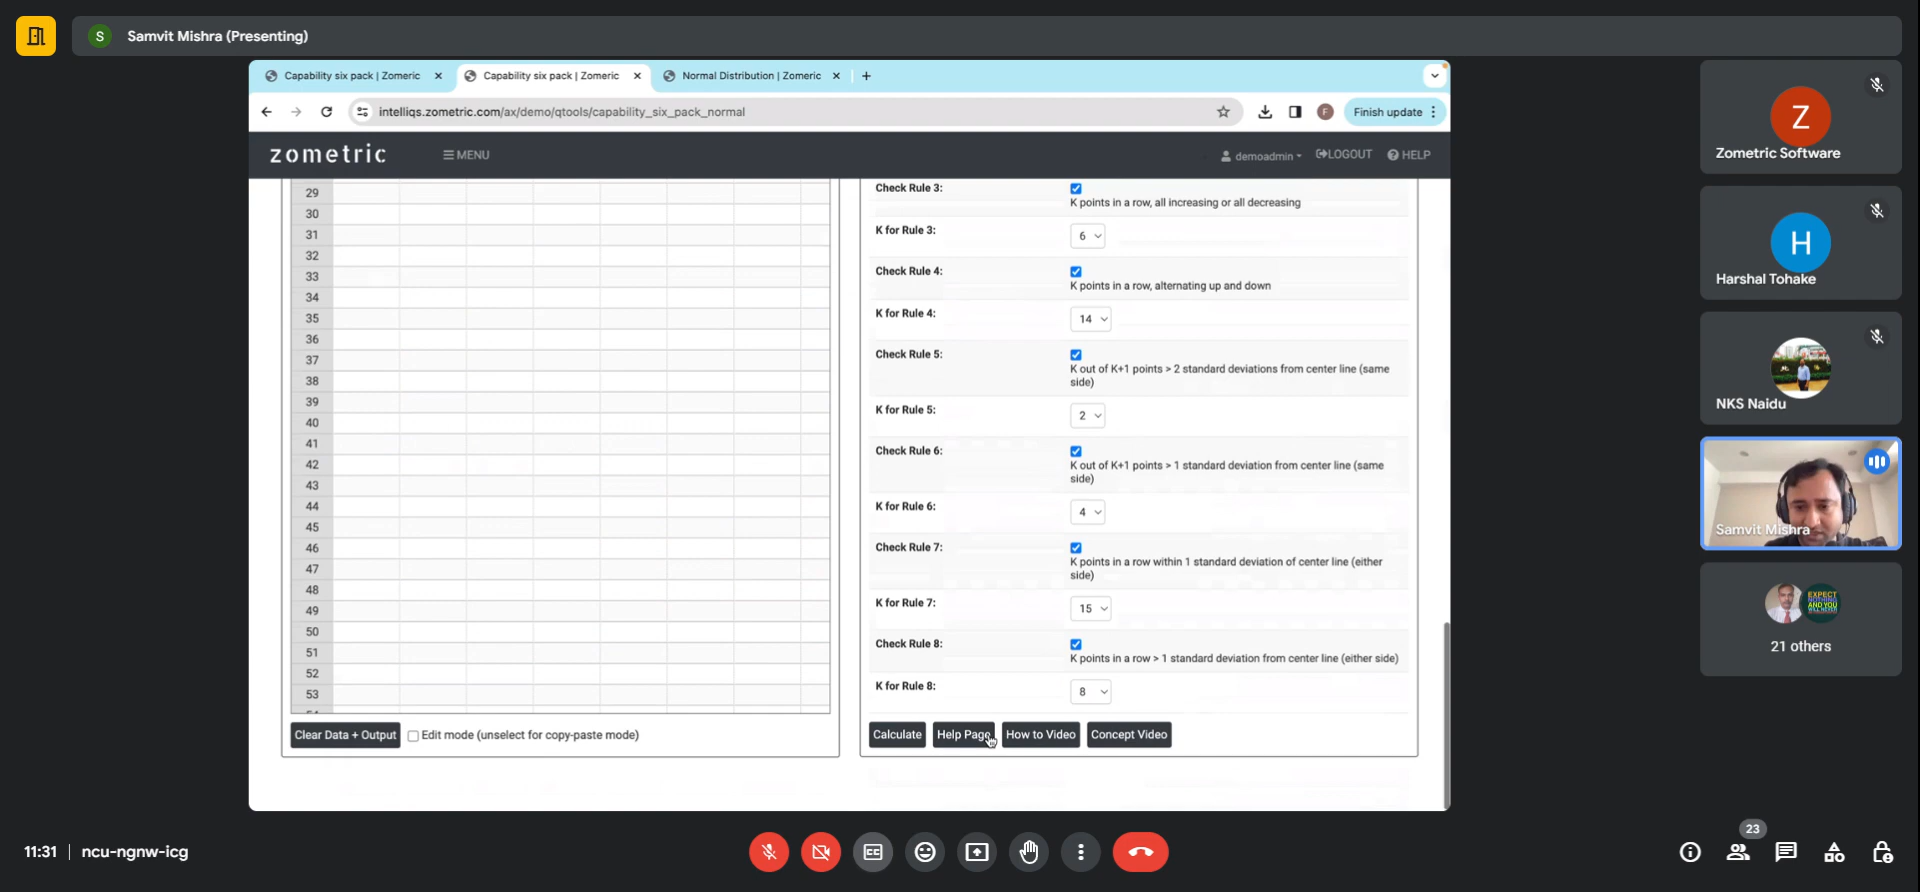 S Samvit Mishra (Presenting)
Capability six pack | Zomeric
Capability six pack | Zomeric
Normal Distribution | Zomeric
intelliqs.zometric.com/ax/demo/qtools/capability_six_pack_normal
F
Finish update
zometric
MENU
demoadmin
LOGOUT
HELP
29
30
31
32
33
34
35
36
37
38
39
40
41
42
43
44
45
46
47
48
49
50
51
52
53
Clear Data + Output
Edit mode (unselect for copy-paste mode)
Check Rule 3:
K points in a row, all increasing or all decreasing
K for Rule 3:
6
Check Rule 4:
K points in a row, alternating up and down
K for Rule 4:
14
Check Rule 5:
K out of K+1 points > 2 standard deviations from center line (same
side)
K for Rule 5:
2
Check Rule 6:
K out of K+1 points > 1 standard deviation from center line (same
side)
K for Rule 6:
4
Check Rule 7:
K points in a row within 1 standard deviation of center line (either
side)
K for Rule 7:
15
Check Rule 8:
K points in a row > 1 standard deviation from center line (either side)
K for Rule 8:
8
Calculate
Help Page
How to Video
Concept Video
Z
Zometric Software
H
Harshal Tohake
NKS Naidu
Samvit Mishra
EXPECT
NOTHING
AND YOU
WILL NEVER
21 others
11:31 | ncu-ngnw-icg
23